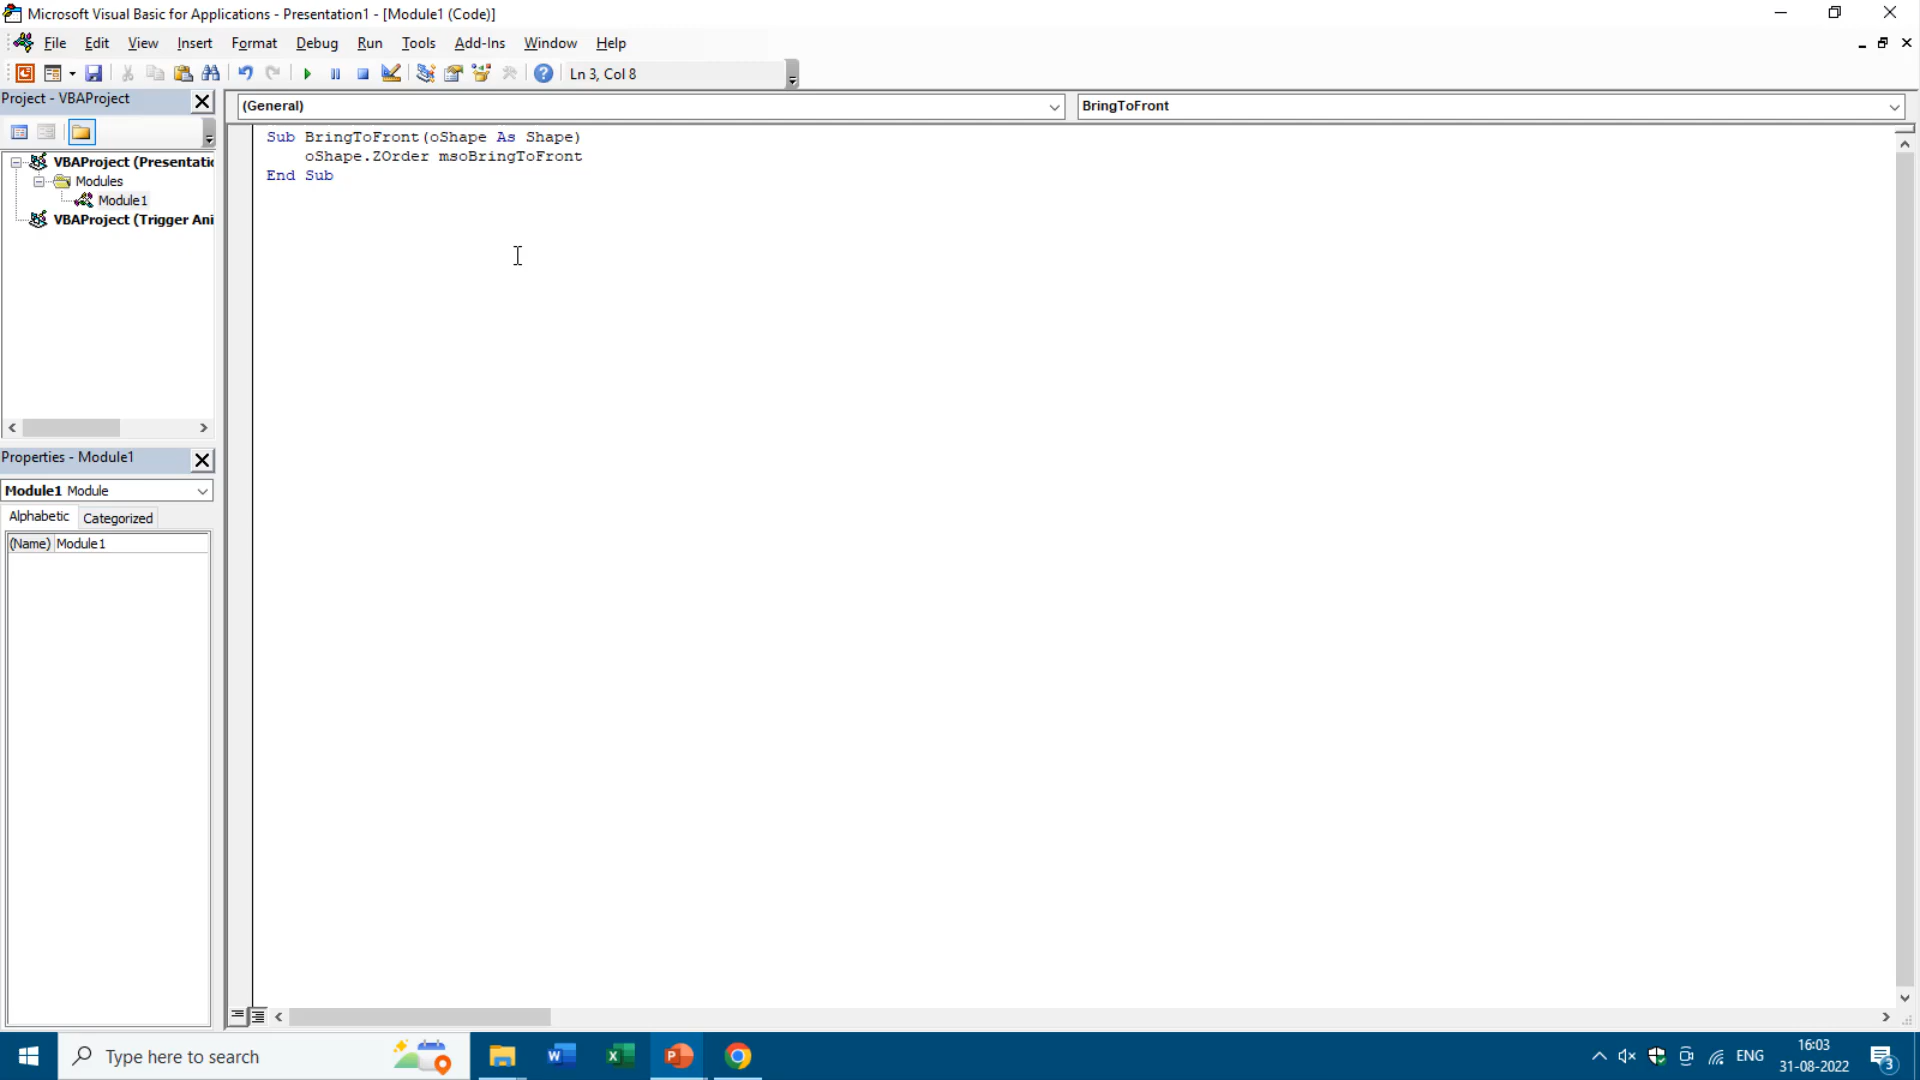 Microsoft Visual Basic for Applications - Presentation1 - [Module1 (Code)]
File Edit View Insert Format Debug Run Tools Add-Ins Window Help
Ln 3, Col 8
Project - VBAProject
(General)
BringToFront
VBAProject (Presentatio
Modules
Module1
VBAProject (Trigger Ani
Sub BringToFront(oShape As Shape)
oShape.ZOrder msoBringToFront
End Sub
Properties - Module1
Module1 Module
Alphabetic Categorized
(Name) Module1
Type here to search
ENG
16:03
31-08-2022
3